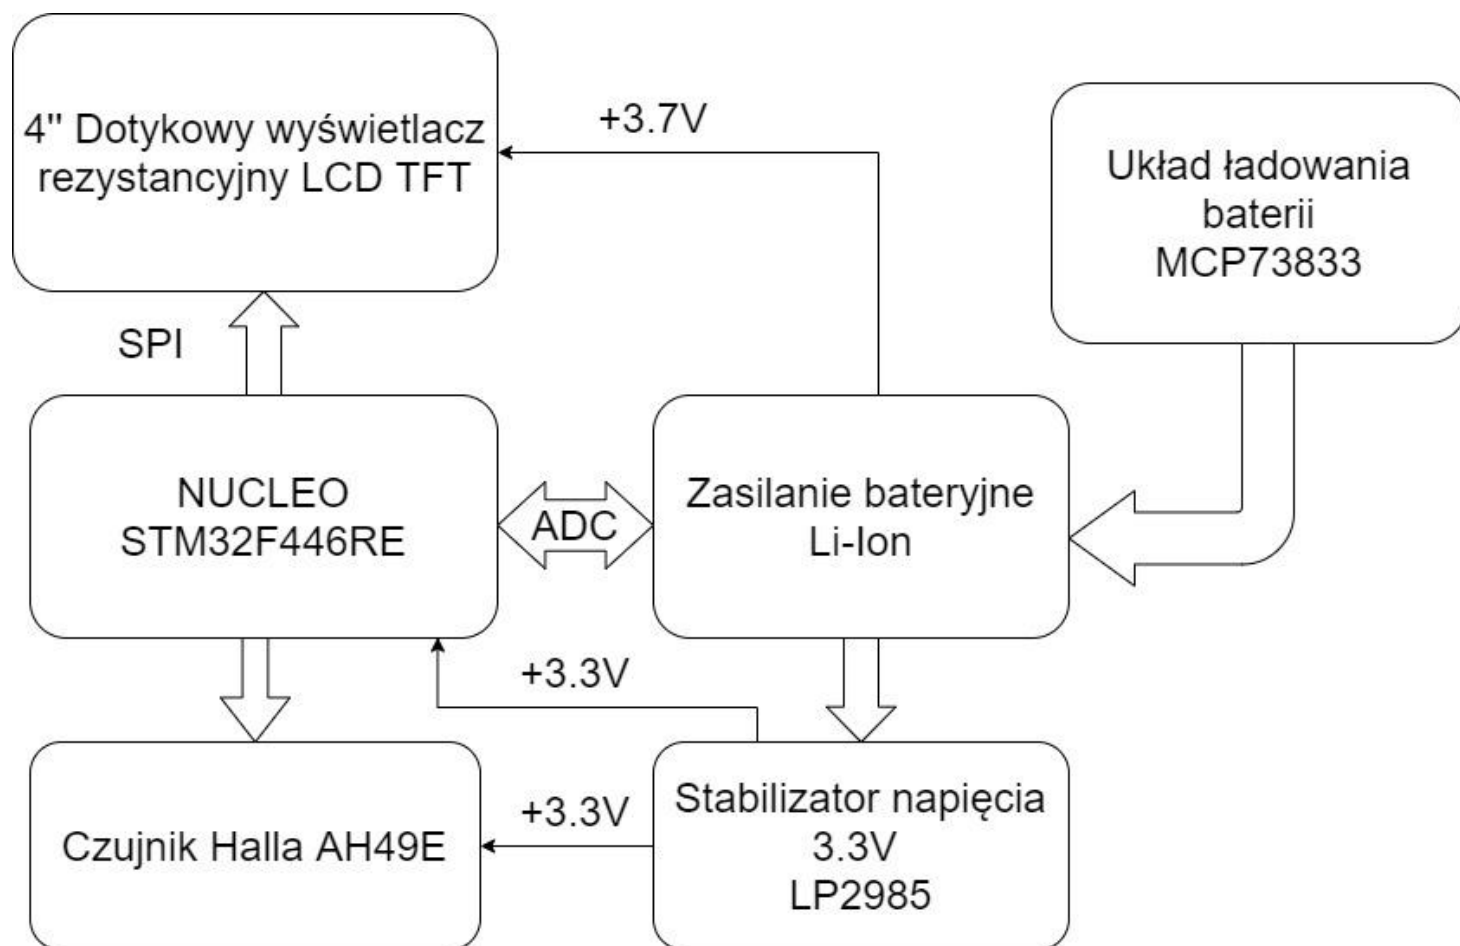 4'' Dotykowy wyświetlacz
rezystancyjny LCD TFT
+3.7V
Układ ładowania
baterii
MCP73833
SPI
NUCLEO
STM32F446RE
ADC
Zasilanie bateryjne
Li-Ion
+3.3V
Czujnik Halla AH49E
+3.3V
Stabilizator napięcia
3.3V
LP2985